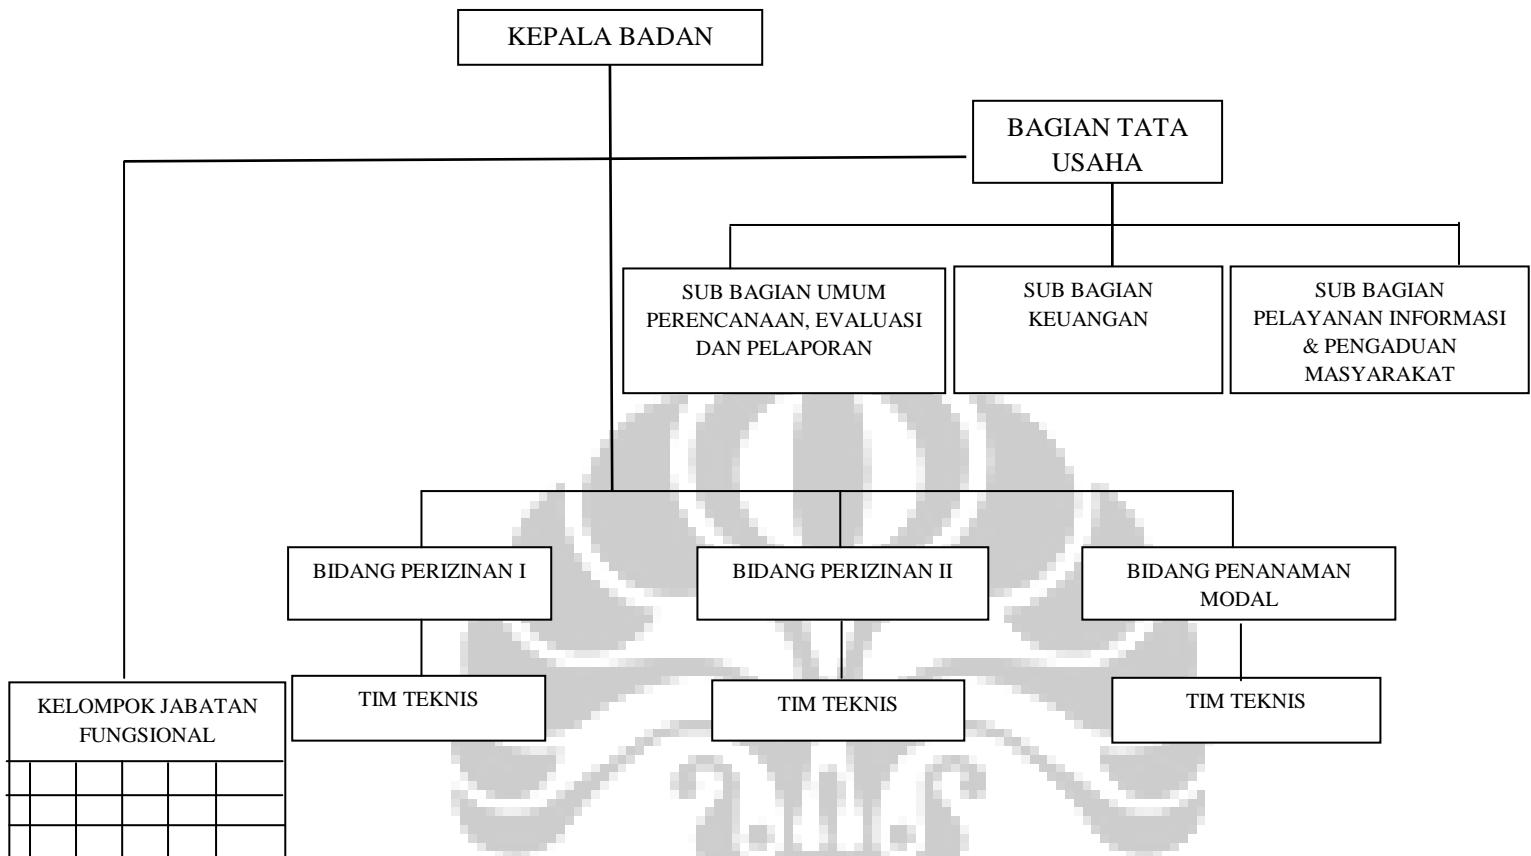 KEPALA BADAN
BAGIAN TATA
USAHA
SUB BAGIAN UMUM
PERENCANAAN, EVALUASI
DAN PELAPORAN
SUB BAGIAN
KEUANGAN
SUB BAGIAN
PELAYANAN INFORMASI
& PENGADUAN
MASYARAKAT
BIDANG PERIZINAN I
BIDANG PERIZINAN II
BIDANG PENANAMAN
MODAL
KELOMPOK JABATAN
FUNGSIONAL
TIM TEKNIS
TIM TEKNIS
TIM TEKNIS